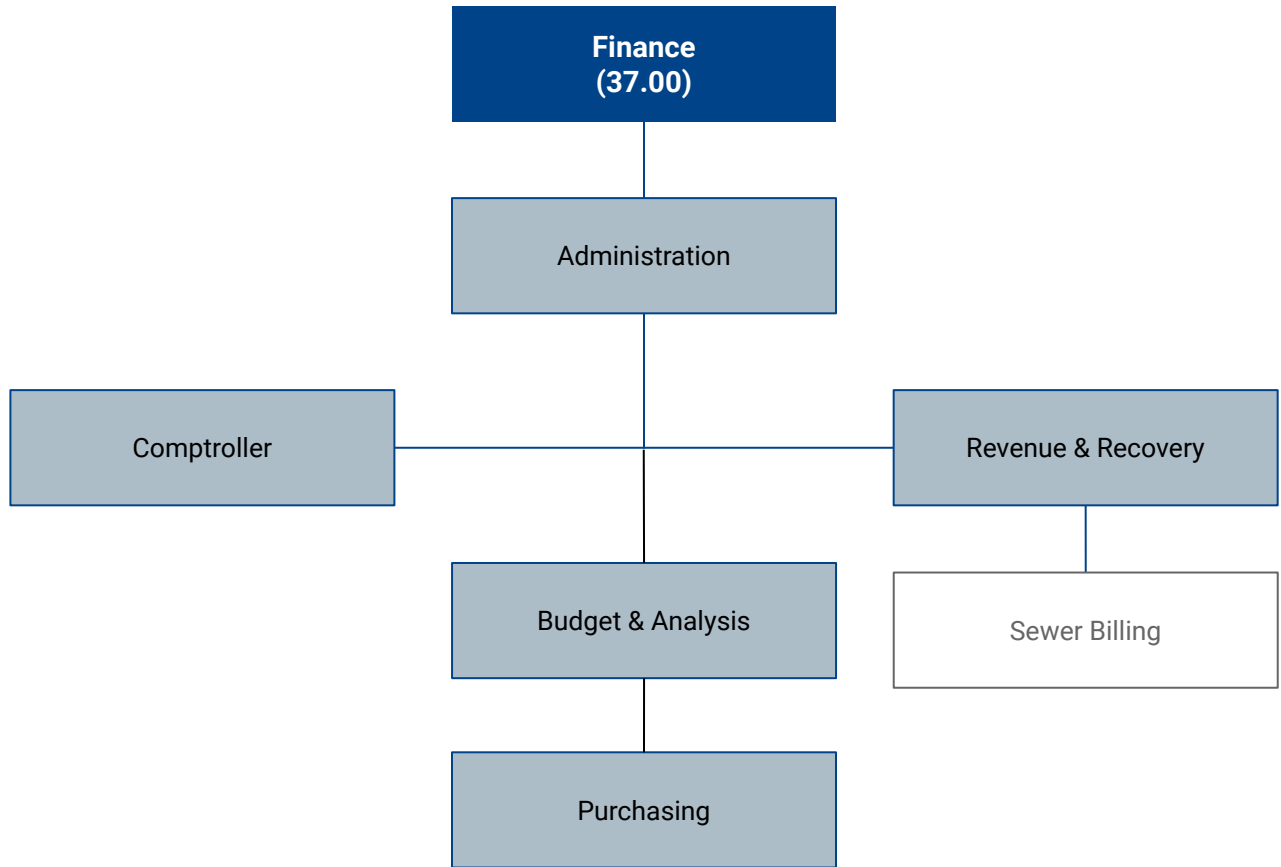 Finance
(37.00)
Administration
Comptroller
Revenue & Recovery
Budget & Analysis
Sewer Billing
Purchasing